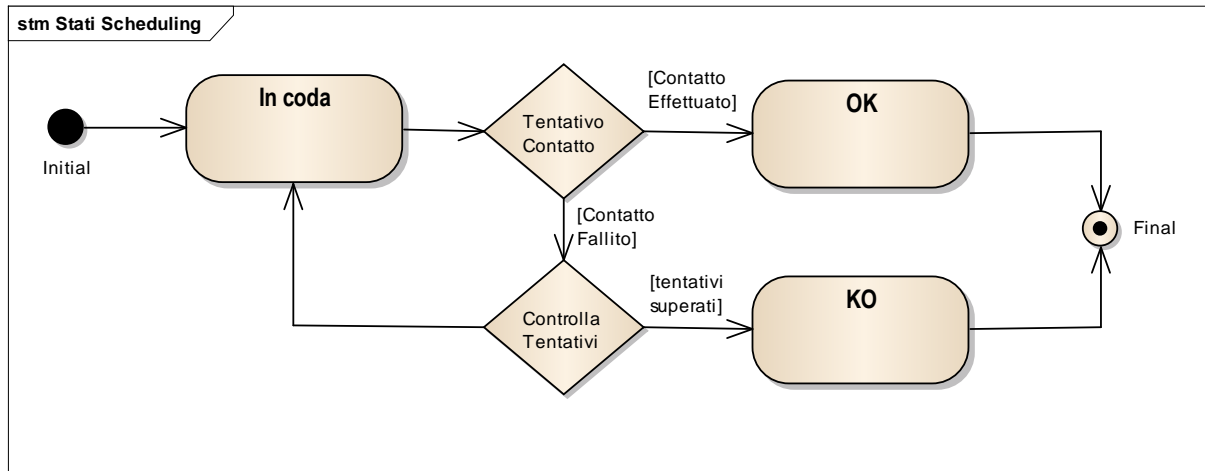 stm Stati Scheduling
Initial
In coda
Tentativo
Contatto
[Contatto
Effettuato]
OK
[Contatto
Fallito]
Final
Controlla
Tentativi
[tentativi
superati]
KO